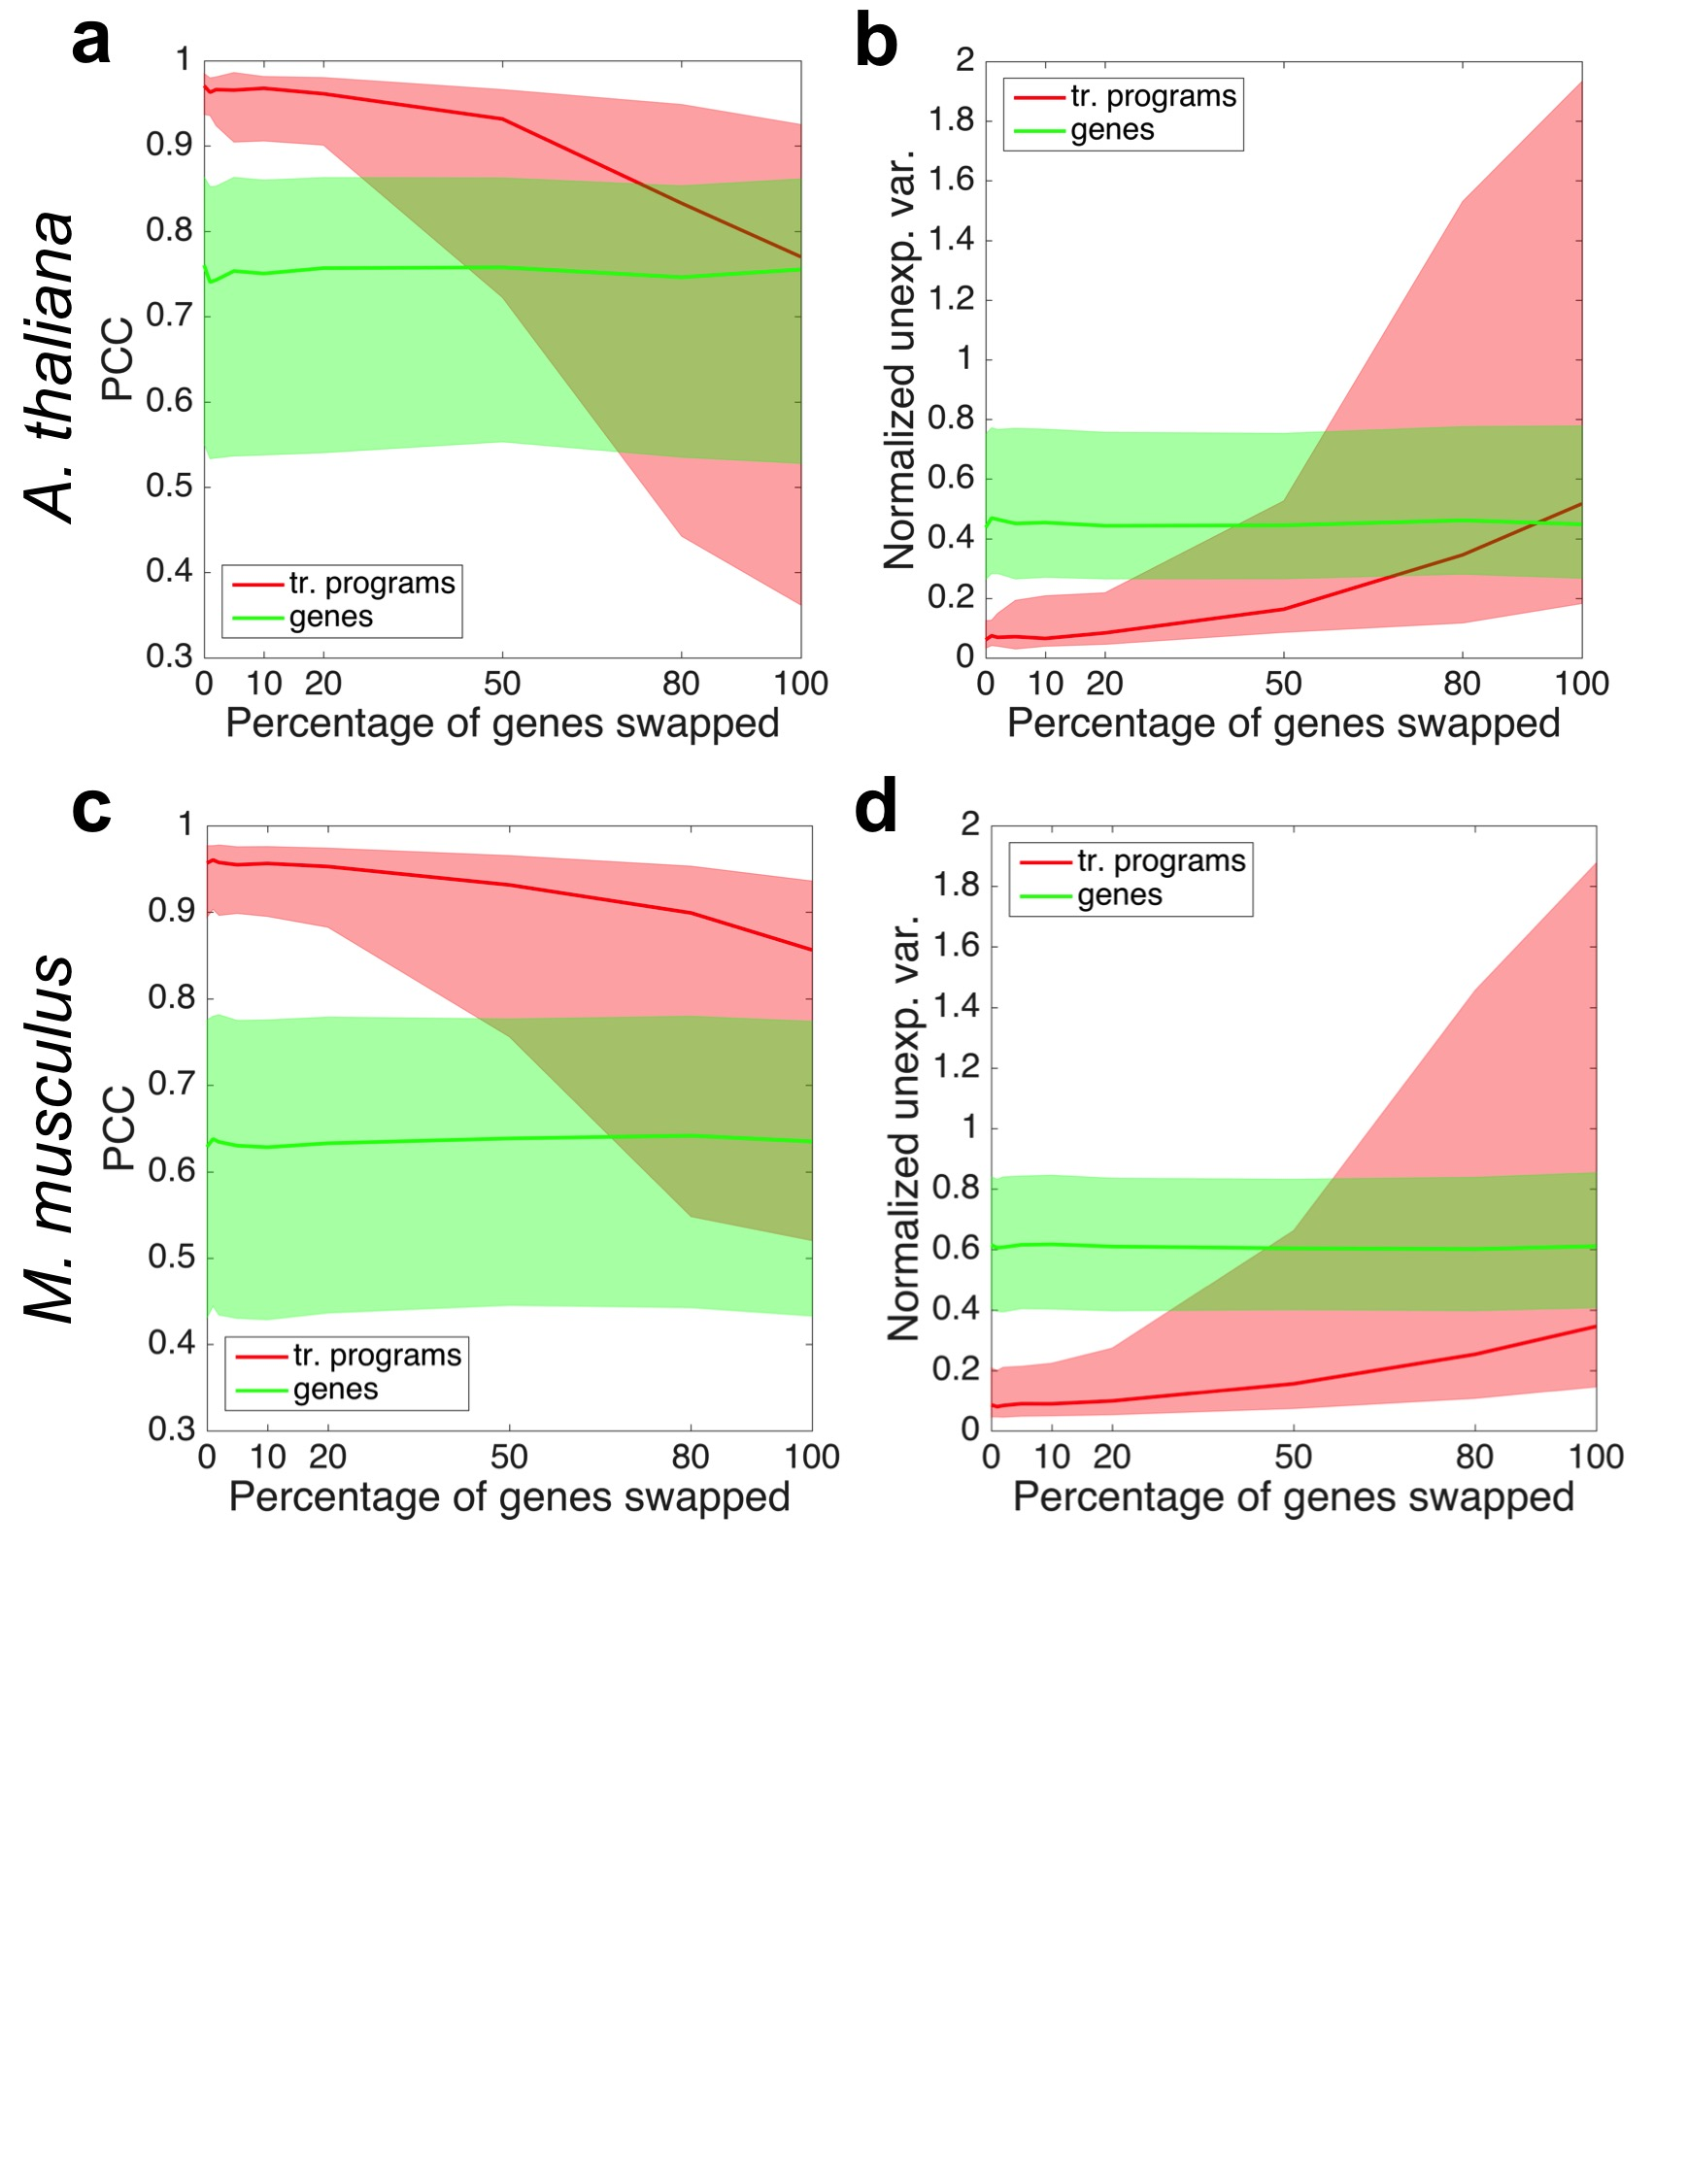 a
b
A. thaliana
PCC
1
0.9
0.8
0.7
0.6
0.5
0.4
0.3
tr. programs
genes
0 10 20 50 80 100
Percentage of genes swapped
Normalized unexp. var.
2
1.8
1.6
1.4
1.2
1
0.8
0.6
0.4
0.2
0
tr. programs
genes
0 10 20 50 80 100
Percentage of genes swapped
c
d
M. musculus
PCC
1
0.9
0.8
0.7
0.6
0.5
0.4
0.3
tr. programs
genes
0 10 20 50 80 100
Percentage of genes swapped
Normalized unexp. var.
2
1.8
1.6
1.4
1.2
1
0.8
0.6
0.4
0.2
0
tr. programs
genes
0 10 20 50 80 100
Percentage of genes swapped